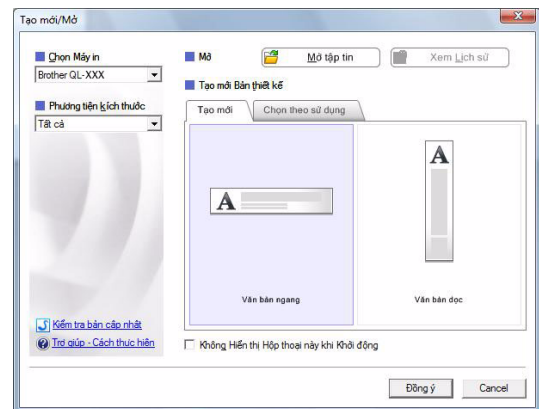 Tạo mới/Mở
Chọn Máy in
Brother QL-XXX
Phương tiện kích thước
Tất cả
Kiểm tra bản cập nhật
Trợ giúp - Cách thực hiện
Mở
Mở tập tin
Xem Lịch sử
Tạo mới Bản thiết kế
Tạo mới
Chọn theo sử dụng
A
Văn bản ngang
A
Văn bản dọc
Không Hiển thị Hộp thoại này khi Khởi động
Đồng ý
Cancel